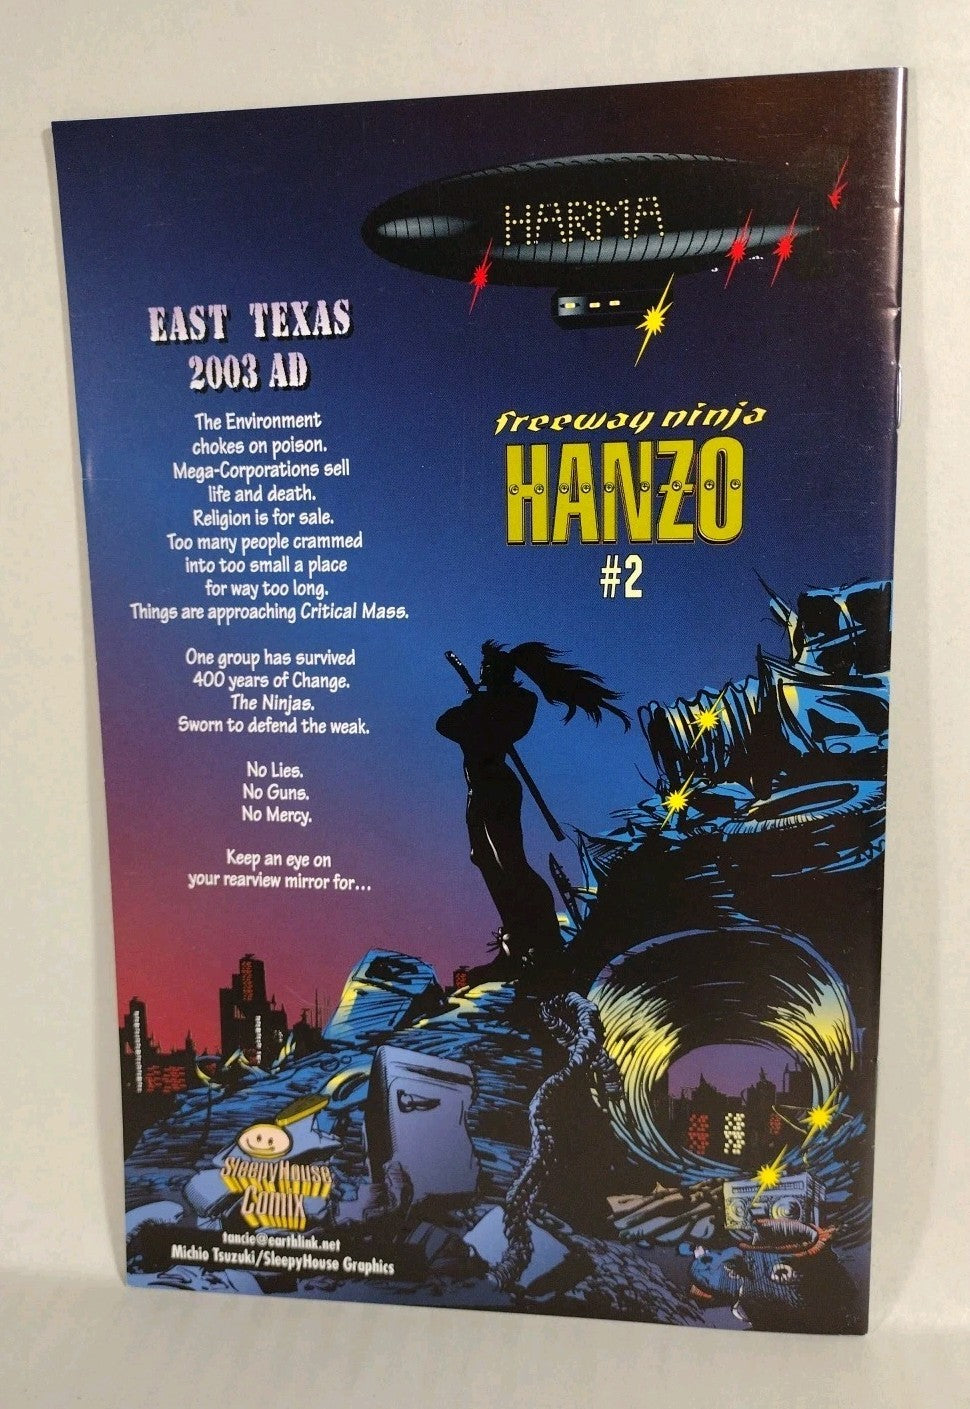 HARMA
EAST TEXAS
2003 AD
The Environment
chokes on poison.
Mega-Corporations sell
life and death.
Religion is for sale.
Too many people crammed
into too small a place
for way too long.
Things are approaching Critical Mass.
One group has survived
400 years of Change.
The Ninjas.
Sworn to defend the weak.
No Lies.
No Guns.
No Mercy.
Keep an eye on
your rearview mirror for...
freeway ninja
HANZO
#2
SleepyHouse
Comix
tancie@earthlink.net
Michio Tsuzuki/SleepyHouse Graphics